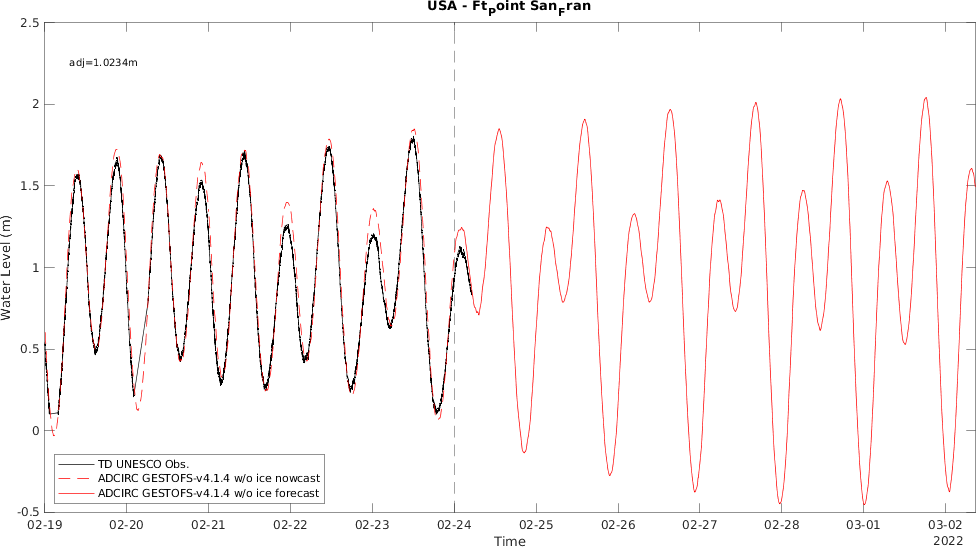 USA - FtPoint SanFran
adj=1.0234m
2.5
2
1.5
1
0.5
0
-0.5
Water Level (m)
TD UNESCO Obs.
ADCIRC GESTOFS-v4.1.4 w/o ice nowcast
ADCIRC GESTOFS-v4.1.4 w/o ice forecast
02-19 02-20 02-21 02-22 02-23 02-24 02-25 02-26 02-27 02-28 03-01 03-02
Time
2022